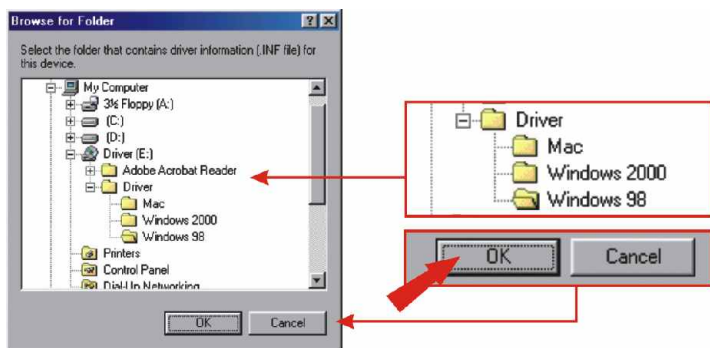 Browse for Folder
Select the folder that contains driver information (.INF file) for
this device.
My Computer
3½ Floppy (A:)
(C:)
(D:)
Driver (E:)
Adobe Acrobat Reader
Driver
Mac
Windows 2000
Windows 98
Printers
Control Panel
Dial-Up Networking
OK
Cancel
Driver
Mac
Windows 2000
Windows 98
OK
Cancel